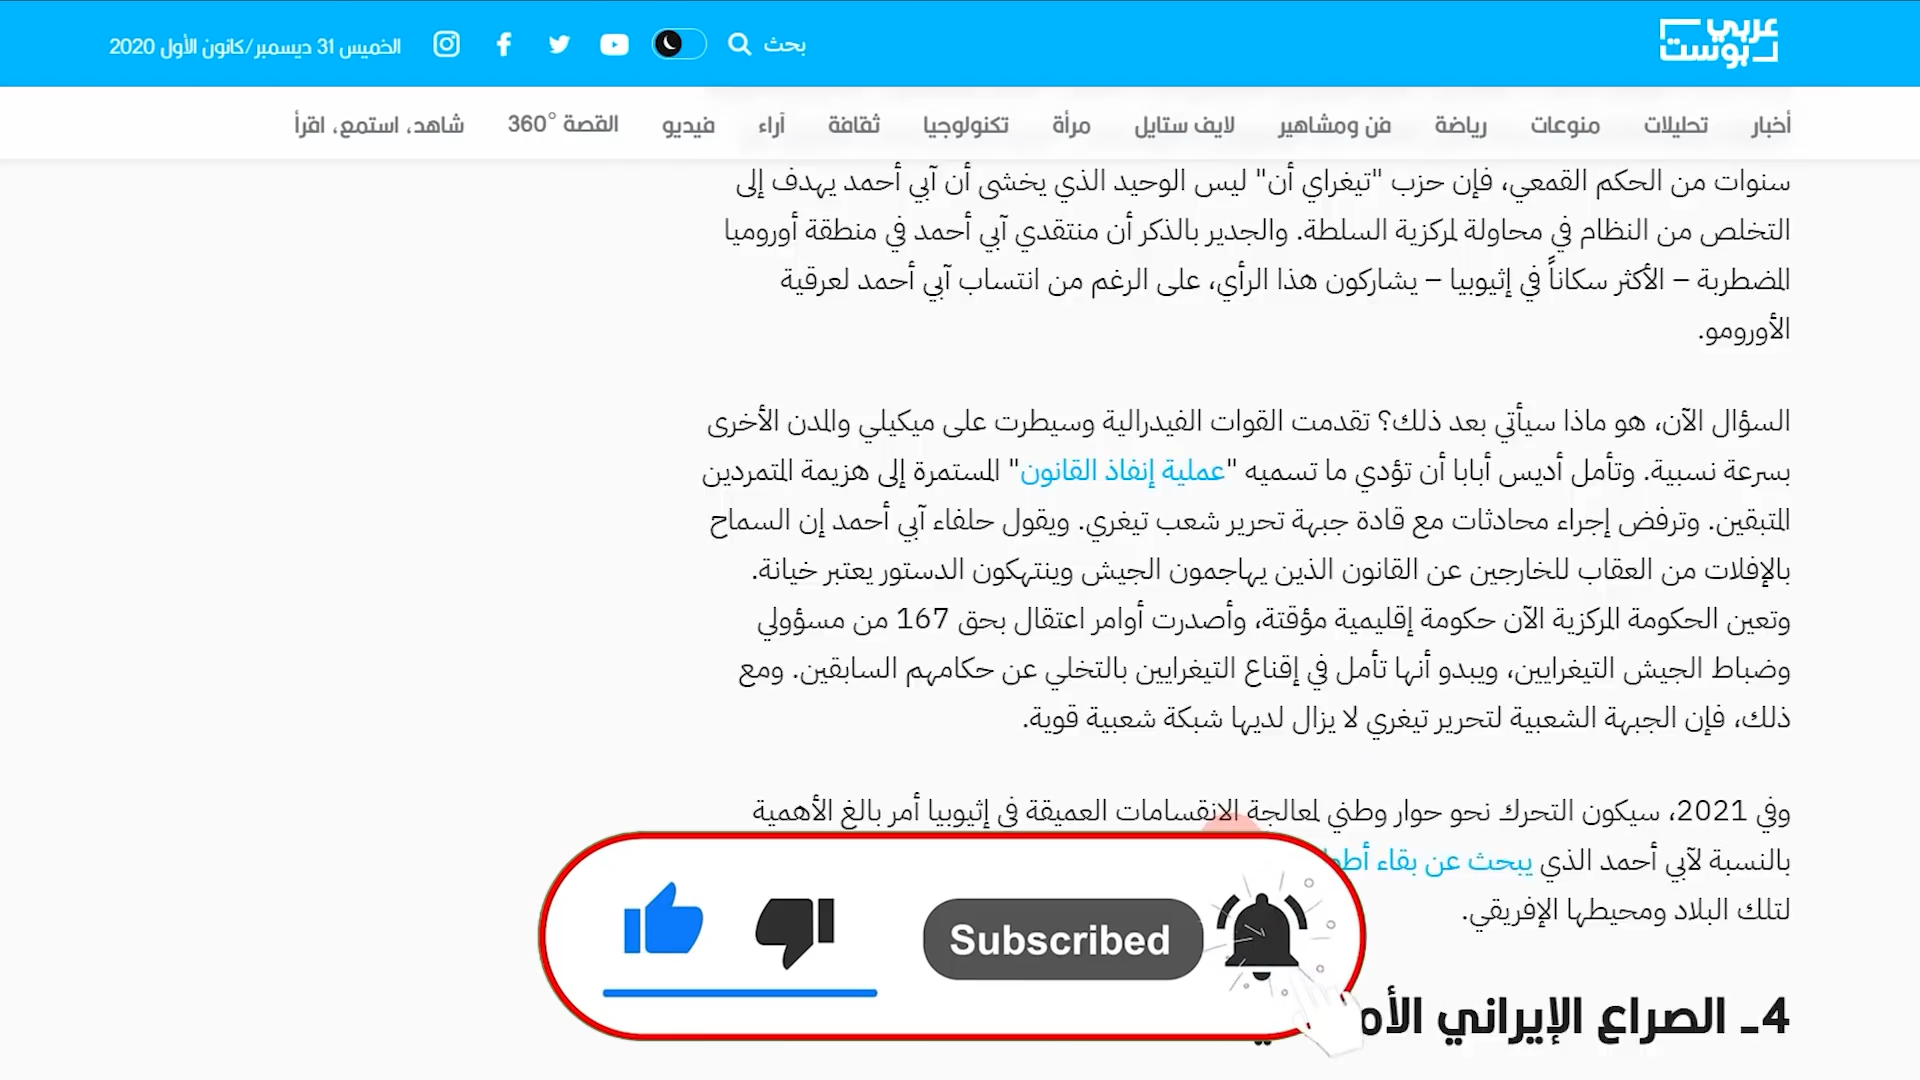 عربي بوست
بحث
الخميس 31 ديسمبر/كانون الأول 2020
أخبار تحليلات منوعات رياضة فن ومشاهير لايف ستايل مرأة تكنولوجيا ثقافة آراء فيديو القصة °360 شاهد، استمع، اقرأ
سنوات من الحكم القمعي، فإن حزب "تيغراي أن" ليس الوحيد الذي يخشى أن آبي أحمد يهدف إلى
التخلص من النظام في محاولة لمركزية السلطة. والجدير بالذكر أن منتقدي آبي أحمد في منطقة أوروميا
المضطربة – الأكثر سكاناً في إثيوبيا – يشاركون هذا الرأي، على الرغم من انتساب آبي أحمد لعرقية
الأورومو.
السؤال الآن، هو ماذا سيأتي بعد ذلك؟ تقدمت القوات الفيدرالية وسيطرت على ميكيلي والمدن الأخرى
بسرعة نسبية. وتأمل أديس أبابا أن تؤدي ما تسميه "عملية إنفاذ القانون" المستمرة إلى هزيمة المتمردين
المتبقين. وترفض إجراء محادثات مع قادة جبهة تحرير شعب تيغري. ويقول حلفاء آبي أحمد إن السماح
بالإفلات من العقاب للخارجين عن القانون الذين يهاجمون الجيش وينتهكون الدستور يعتبر خيانة.
وتعين الحكومة المركزية الآن حكومة إقليمية مؤقتة، وأصدرت أوامر اعتقال بحق 167 من مسؤولي
وضباط الجيش التيغرايين، ويبدو أنها تأمل في إقناع التيغرايين بالتخلي عن حكامهم السابقين. ومع
ذلك، فإن الجبهة الشعبية لتحرير تيغري لا يزال لديها شبكة شعبية قوية.
وفي 2021، سيكون التحرك نحو حوار وطني لمعالجة الانقسامات العميقة في إثيوبيا أمر بالغ الأهمية
بالنسبة لآبي أحمد الذي يبحث عن بقاء
لتلك البلاد ومحيطها الإفريقي.
Subscribed
4ـ الصراع الإيراني